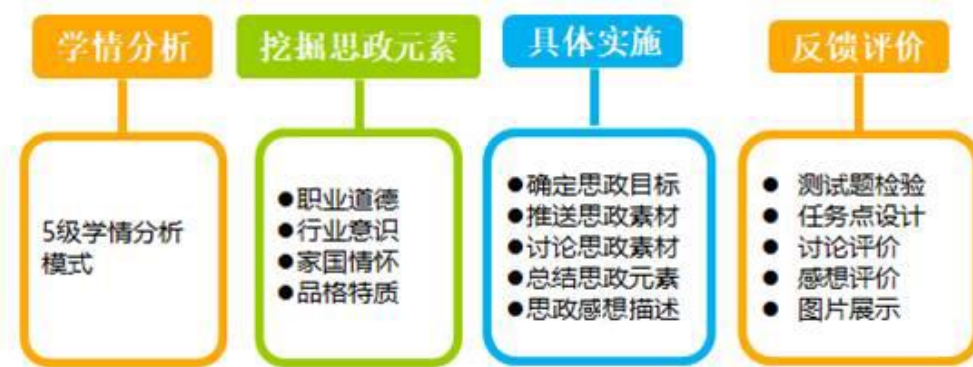 学情分析
5级学情分析
模式
挖掘思政元素
●职业道德
●行业意识
●家国情怀
●品格特质
具体实施
●确定思政目标
●推送思政素材
●讨论思政素材
●总结思政元素
●思政感想描述
反馈评价
● 测试题检验
● 任务点设计
● 讨论评价
● 感想评价
● 图片展示